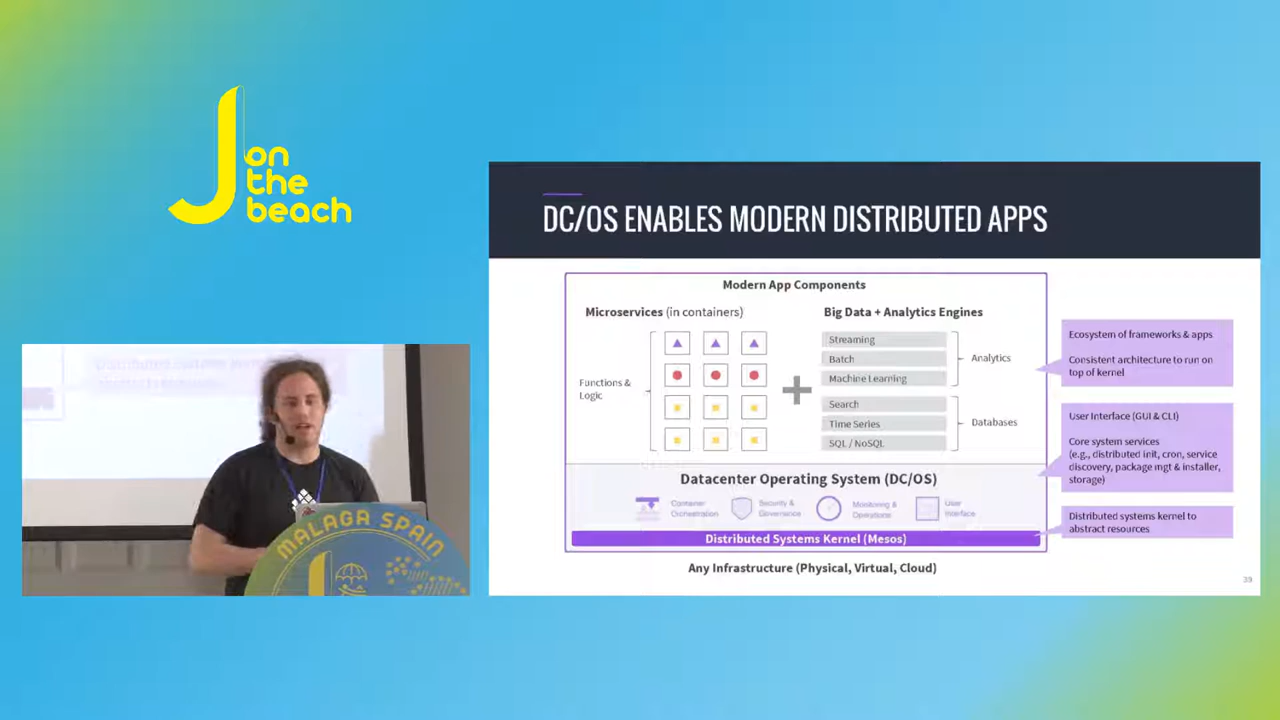 J on
the
beach
MALAGA SPAIN
DC/OS ENABLES MODERN DISTRIBUTED APPS
Modern App Components
Microservices (in containers)
Big Data + Analytics Engines
Functions &
Logic
Streaming
Batch
Machine Learning
Analytics
Search
Time Series
SQL / NoSQL
Databases
Datacenter Operating System (DC/OS)
Container
Orchestration
Security &
Governance
Monitoring &
Operations
User
Interface
Distributed Systems Kernel (Mesos)
Any Infrastructure (Physical, Virtual, Cloud)
Ecosystem of frameworks & apps
Consistent architecture to run on
top of kernel
User Interface (GUI & CLI)
Core system services
(e.g., distributed init, cron, service
discovery, package mgt & installer,
storage)
Distributed systems kernel to
abstract resources
39